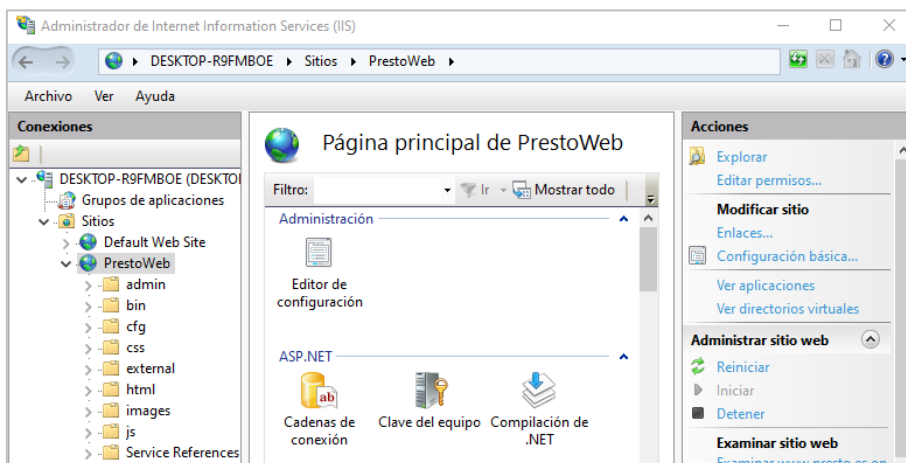 Administrador de Internet Information Services (IIS)
DESKTOP-R9FMBOE
Sitios
PrestoWeb
Archivo
Ver
Ayuda
Conexiones
DESKTOP-R9FMBOE (DESKTO
Grupos de aplicaciones
Sitios
Default Web Site
PrestoWeb
admin
bin
cfg
css
external
html
images
js
Service References
Página principal de PrestoWeb
Filtro:
Ir
Mostrar todo
Administración
Editor de
configuración
ASP.NET
ab
Cadenas de
conexión
Clave del equipo
Compilación de
.NET
Acciones
Explorar
Editar permisos...
Modificar sitio
Enlaces...
Configuración básica...
Ver aplicaciones
Ver directorios virtuales
Administrar sitio web
Reiniciar
Iniciar
Detener
Examinar sitio web